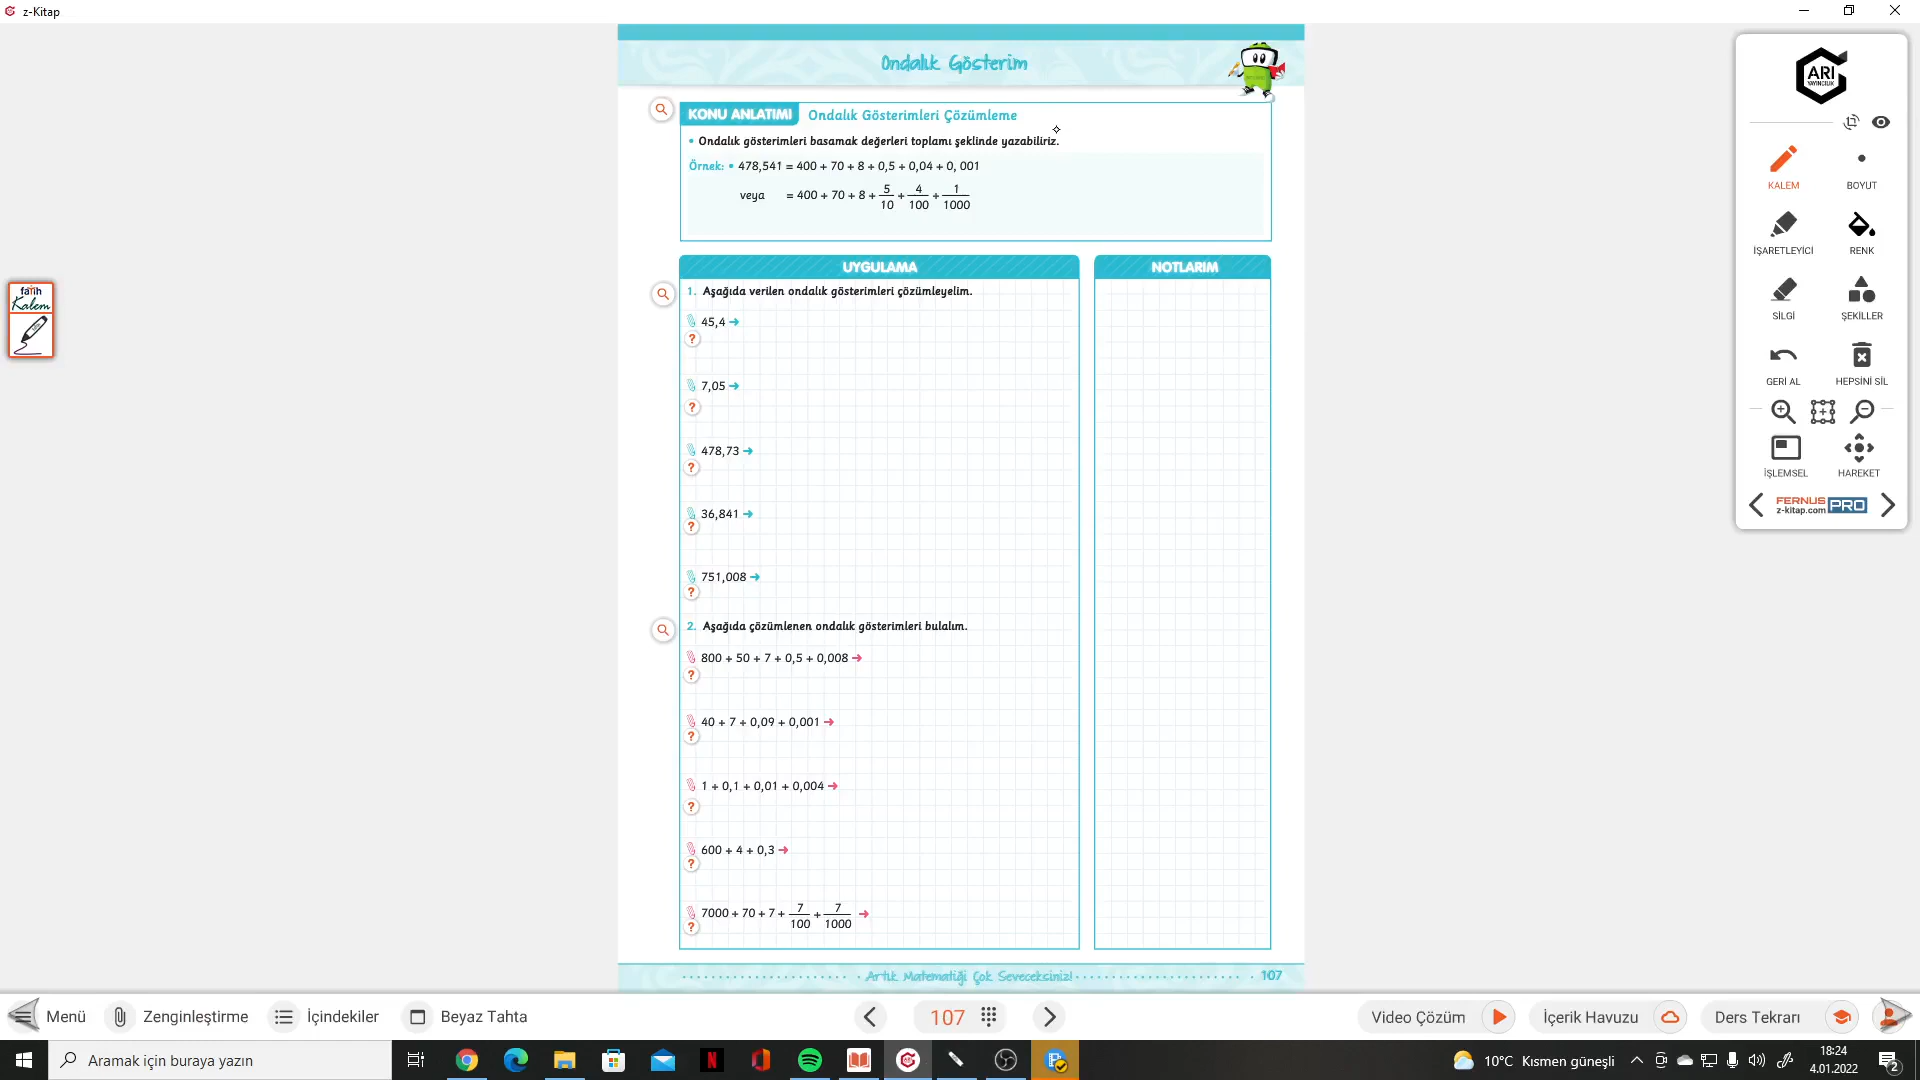 z-Kitap
Ondalık Gösterim
KONU ANLATIMI Ondalık Gösterimleri Çözümleme
• Ondalık gösterimleri basamak değerleri toplamı şeklinde yazabiliriz.
Örnek: • 478,541 = 400 + 70 + 8 + 0,5 + 0,04 + 0, 001
veya = 400 + 70 + 8 + 5/10 + 4/100 + 1/1000
UYGULAMA
1. Aşağıda verilen ondalık gösterimleri çözümleyelim.
45,4 ➜
?
7,05 ➜
?
478,73 ➜
?
36,841 ➜
?
751,008 ➜
?
2. Aşağıda çözümlenen ondalık gösterimleri bulalım.
800 + 50 + 7 + 0,5 + 0,008 ➜
?
40 + 7 + 0,09 + 0,001 ➜
?
1 + 0,1 + 0,01 + 0,004 ➜
?
600 + 4 + 0,3 ➜
?
7000 + 70 + 7 + 7/100 + 7/1000 ➜
?
NOTLARIM
Artık Matematiği Çok Seveceksiniz!
107
fatih
Kalem
ARI
YAYINCILIK
KALEM
BOYUT
İŞARETLEYİCİ
RENK
SİLGİ
ŞEKİLLER
GERİ AL
HEPSİNİ SİL
İŞLEMSEL
HAREKET
FERNUS
z-kitap.com PRO
Menü
Zenginleştirme
İçindekiler
Beyaz Tahta
107
Video Çözüm
İçerik Havuzu
Ders Tekrarı
Aramak için buraya yazın
10°C Kısmen güneşli
18:24
4.01.2022
2